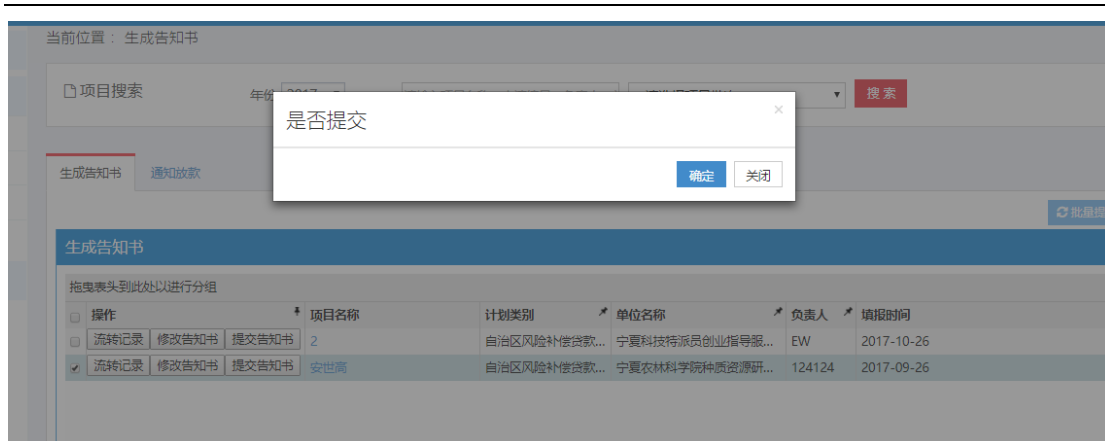 当前位置： 生成告知书
项目搜索 年份 2017 搜 索
是否提交 ×
确定 关闭
生成告知书 通知放款
批量提
生成告知书
拖曳表头到此处以进行分组
操作 项目名称 计划类别 单位名称 负责人 填报时间
流转记录 修改告知书 提交告知书 2 自治区风险补偿贷款... 宁夏科技特派员创业指导服... EW 2017-10-26
流转记录 修改告知书 提交告知书 安世高 自治区风险补偿贷款... 宁夏农林科学院种质资源研... 124124 2017-09-26